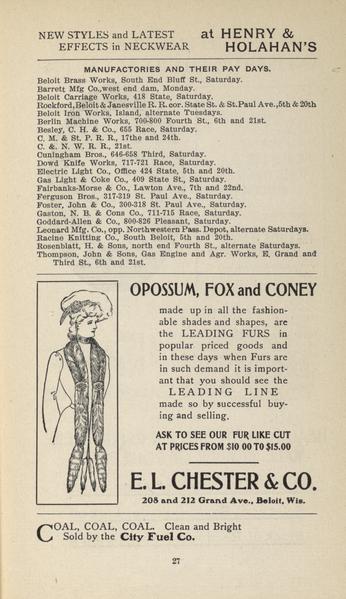 NEW STYLES and LATEST at HENRY &
EFFECTS in NECKWEAR HOLAHAN'S
MANUFACTORIES AND THEIR PAY DAYS.
Beloit Brass Works, South End Bluff St., Saturday.
Barrett Mfg Co.,west end dam, Monday.
Beloit Carriage Works, 418 State, Saturday.
Rockford,Beloit & Janesville R. R. cor. State St. & St.Paul Ave.,5th & 20th
Beloit Iron Works, Island, alternate Tuesdays.
Berlin Machine Works, 700-800 Fourth St., 6th and 21st.
Besley, C. H. & Co., 655 Race, Saturday.
C. M. & St. P. R. R., 17the and 24th.
C. &. N. W. R. R., 21st.
Cuningham Bros., 646-658 Third, Saturday.
Dowd Knife Works, 717-721 Race, Saturday.
Electric Light Co., Office 424 State, 5th and 20th.
Gas Light & Coke Co., 409 State St., Saturday.
Fairbanks-Morse & Co., Lawton Ave., 7th and 22nd.
Ferguson Bros., 317-319 St. Paul Ave., Saturday.
Foster, John & Co., 300-318 St. Paul Ave., Saturday.
Gaston, N. B. & Cons Co., 711-715 Race, Saturday.
Goddard-Allen & Co., 800-826 Pleasant, Saturday.
Leonard Mfg. Co., opp. Northwestern Pass. Depot, alternate Saturdays.
Racine Knitting Co., South Beloit, 5th and 20th.
Rosenblatt, H. & Sons, north end Fourth St., alternate Saturdays.
Thompson, John & Sons, Gas Engine and Agr. Works, E, Grand and
Third St., 6th and 21st.
OPOSSUM, FOX and CONEY
made up in all the fashion-
able shades and shapes, are
the LEADING FURS in
popular priced goods and
in these days when Furs are
in such demand it is import-
ant that you should see the
LEADING LINE
made so by successful buy-
ing and selling.
ASK TO SEE OUR FUR LIKE CUT
AT PRICES FROM $10 00 TO $15.00
E. L. CHESTER & CO.
208 and 212 Grand Ave., Beloit, Wis.
COAL, COAL, COAL. Clean and Bright
Sold by the City Fuel Co.
27